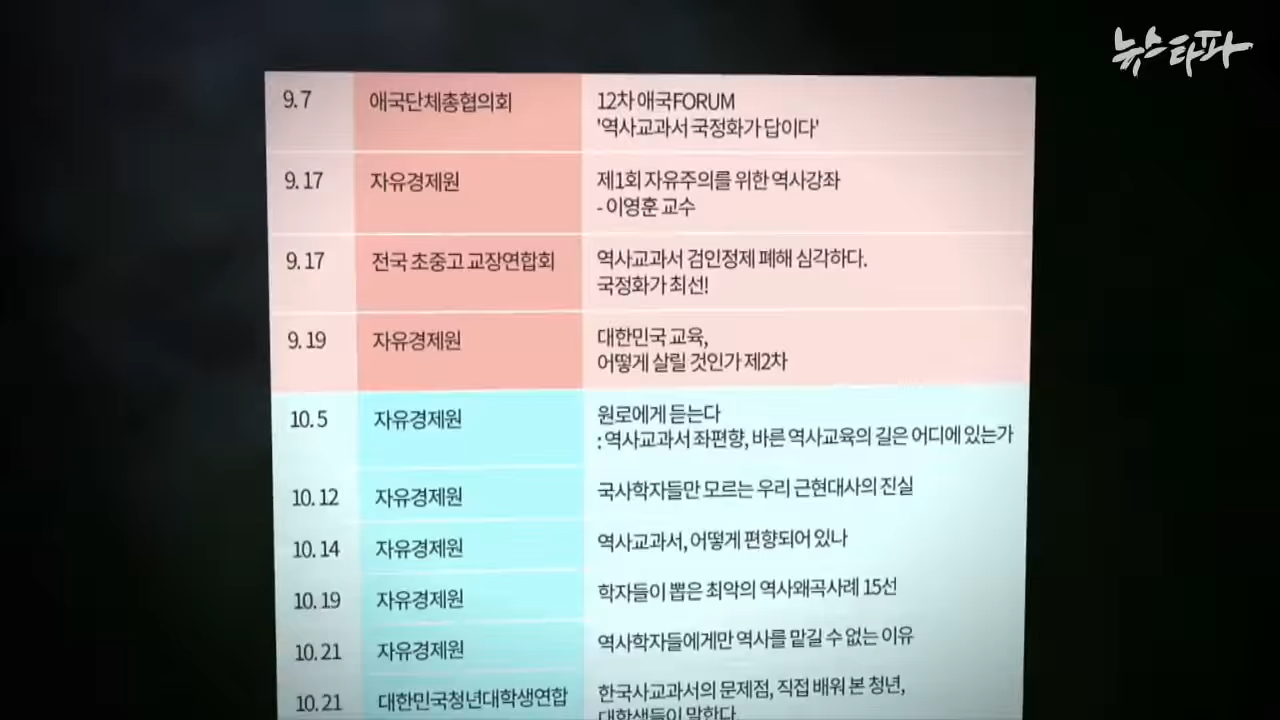 뉴스타파
9.7 애국단체총협의회 12차 애국FORUM
'역사교과서 국정화가 답이다'
9.17 자유경제원 제1회 자유주의를 위한 역사강좌
- 이영훈 교수
9.17 전국 초중고 교장연합회 역사교과서 검인정제 폐해 심각하다.
국정화가 최선!
9.19 자유경제원 대한민국 교육,
어떻게 살릴 것인가 제2차
10.5 자유경제원 원로에게 듣는다
: 역사교과서 좌편향, 바른 역사교육의 길은 어디에 있는가
10.12 자유경제원 국사학자들만 모르는 우리 근현대사의 진실
10.14 자유경제원 역사교과서, 어떻게 편향되어 있나
10.19 자유경제원 학자들이 뽑은 최악의 역사왜곡사례 15선
10.21 자유경제원 역사학자들에게만 역사를 맡길 수 없는 이유
10.21 대한민국청년대학생연합 한국사교과서의 문제점, 직접 배워 본 청년,
대학생들이 말한다